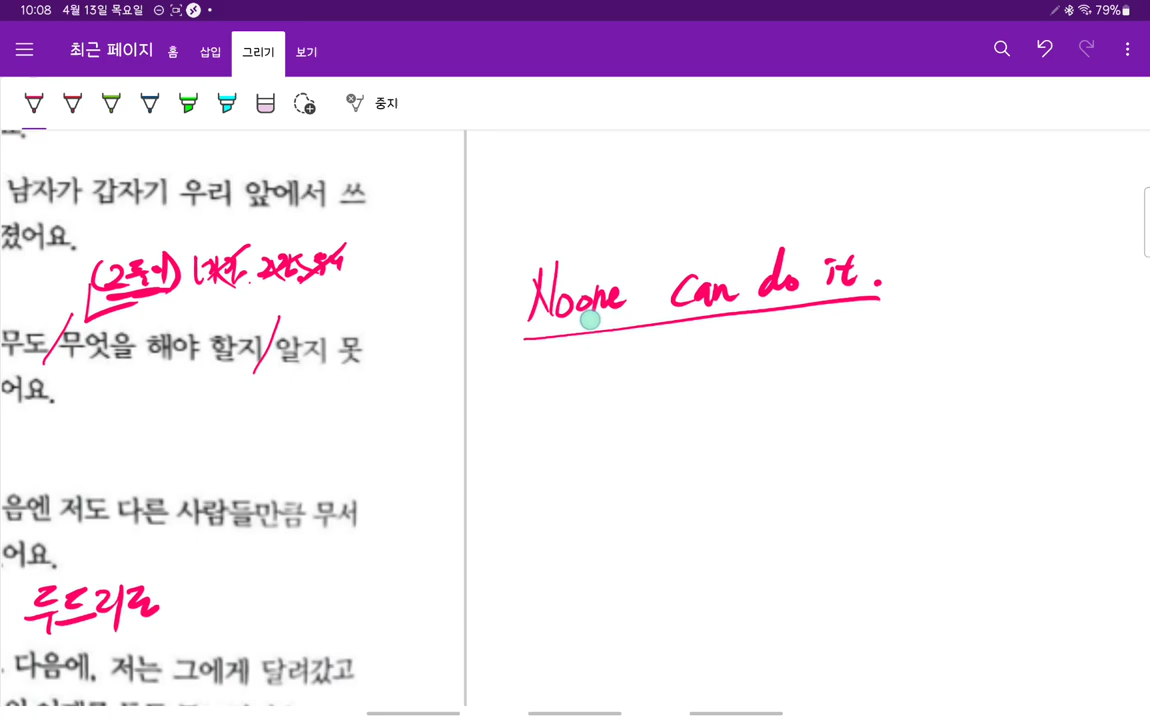 10:08 4월 13일 목요일
79%
최근 페이지 홈 삽입 그리기 보기
중지
남자가 갑자기 우리 앞에서 쓰
졌어요.
(2주어)
무도 무엇을 해야 할지 알지 못
어요.
음엔 저도 다른 사람들만큼 무서
어요.
두드리몰
다음에, 저는 그에게 달려갔고
Noone can do it.